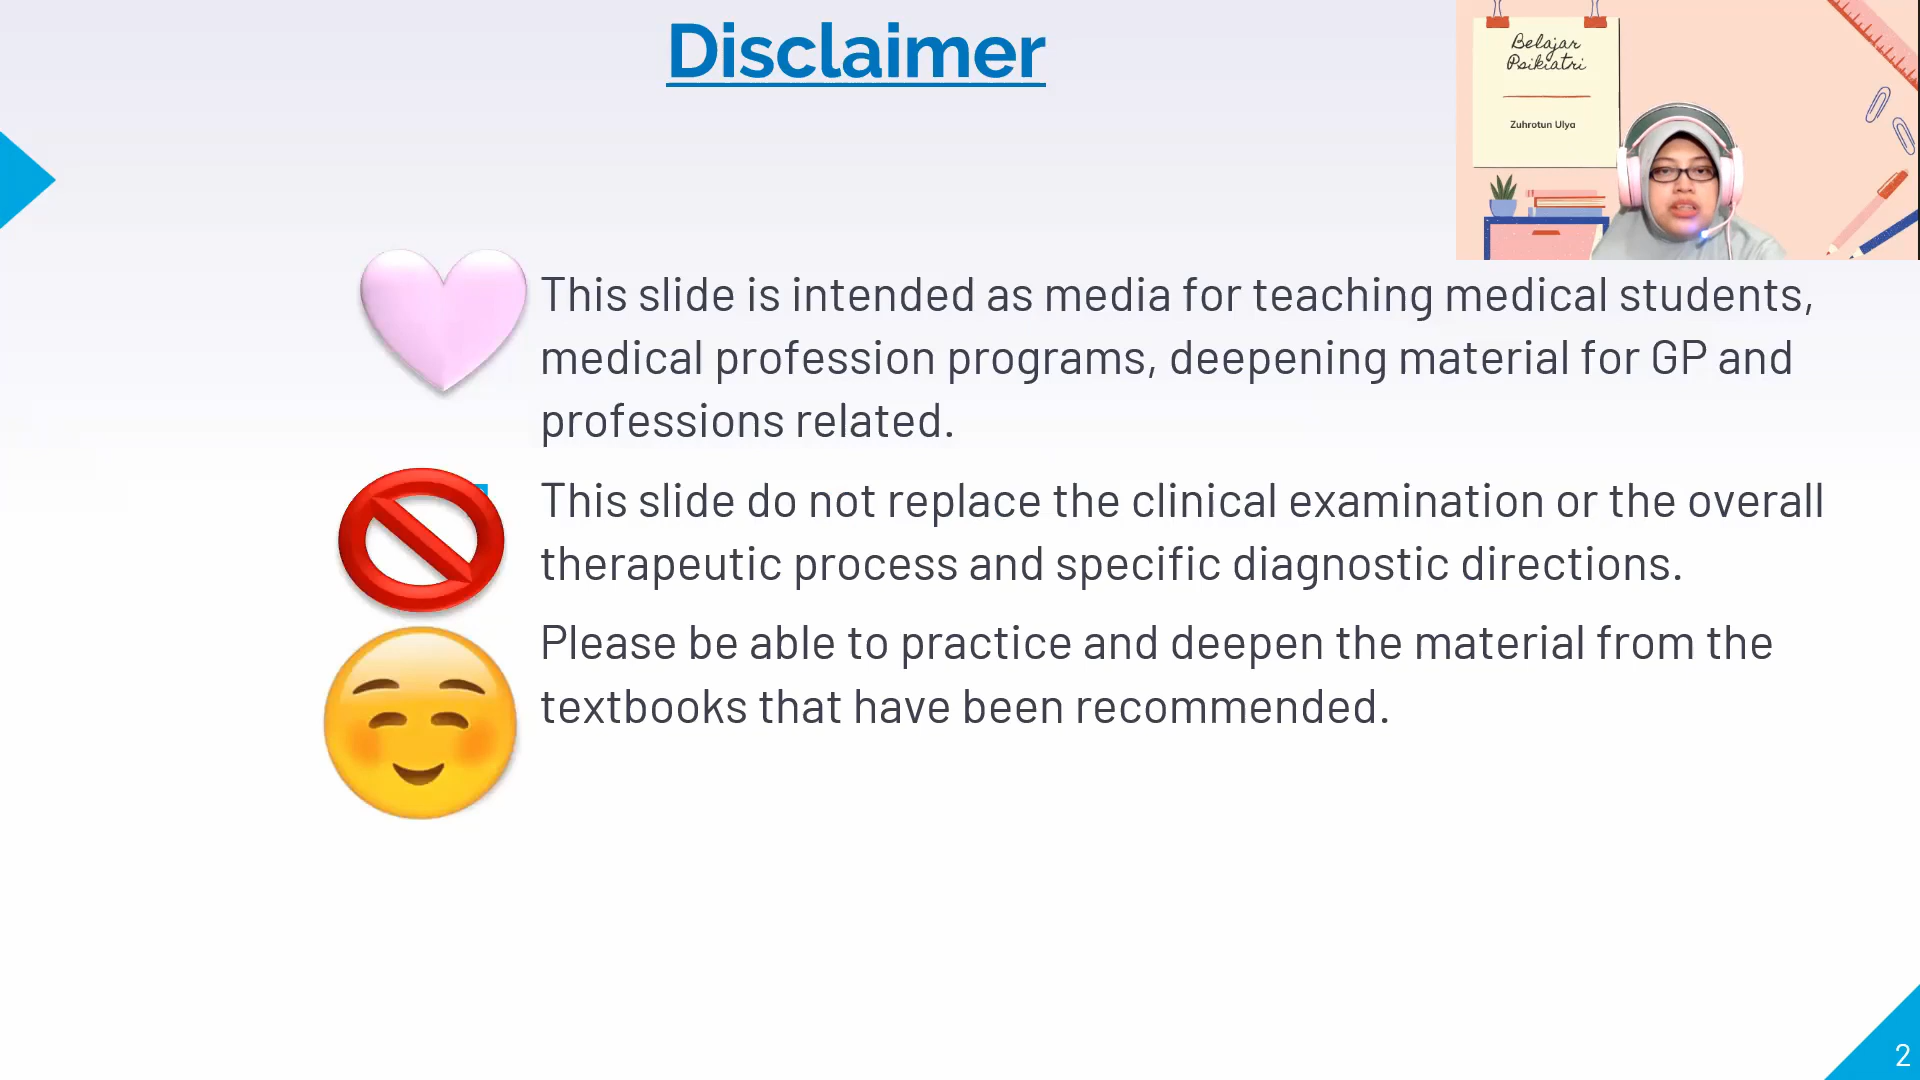 Disclaimer
Belajar
Psikiatri
Zuhrotun Ulya
This slide is intended as media for teaching medical students,
medical profession programs, deepening material for GP and
professions related.
This slide do not replace the clinical examination or the overall
therapeutic process and specific diagnostic directions.
Please be able to practice and deepen the material from the
textbooks that have been recommended.
2